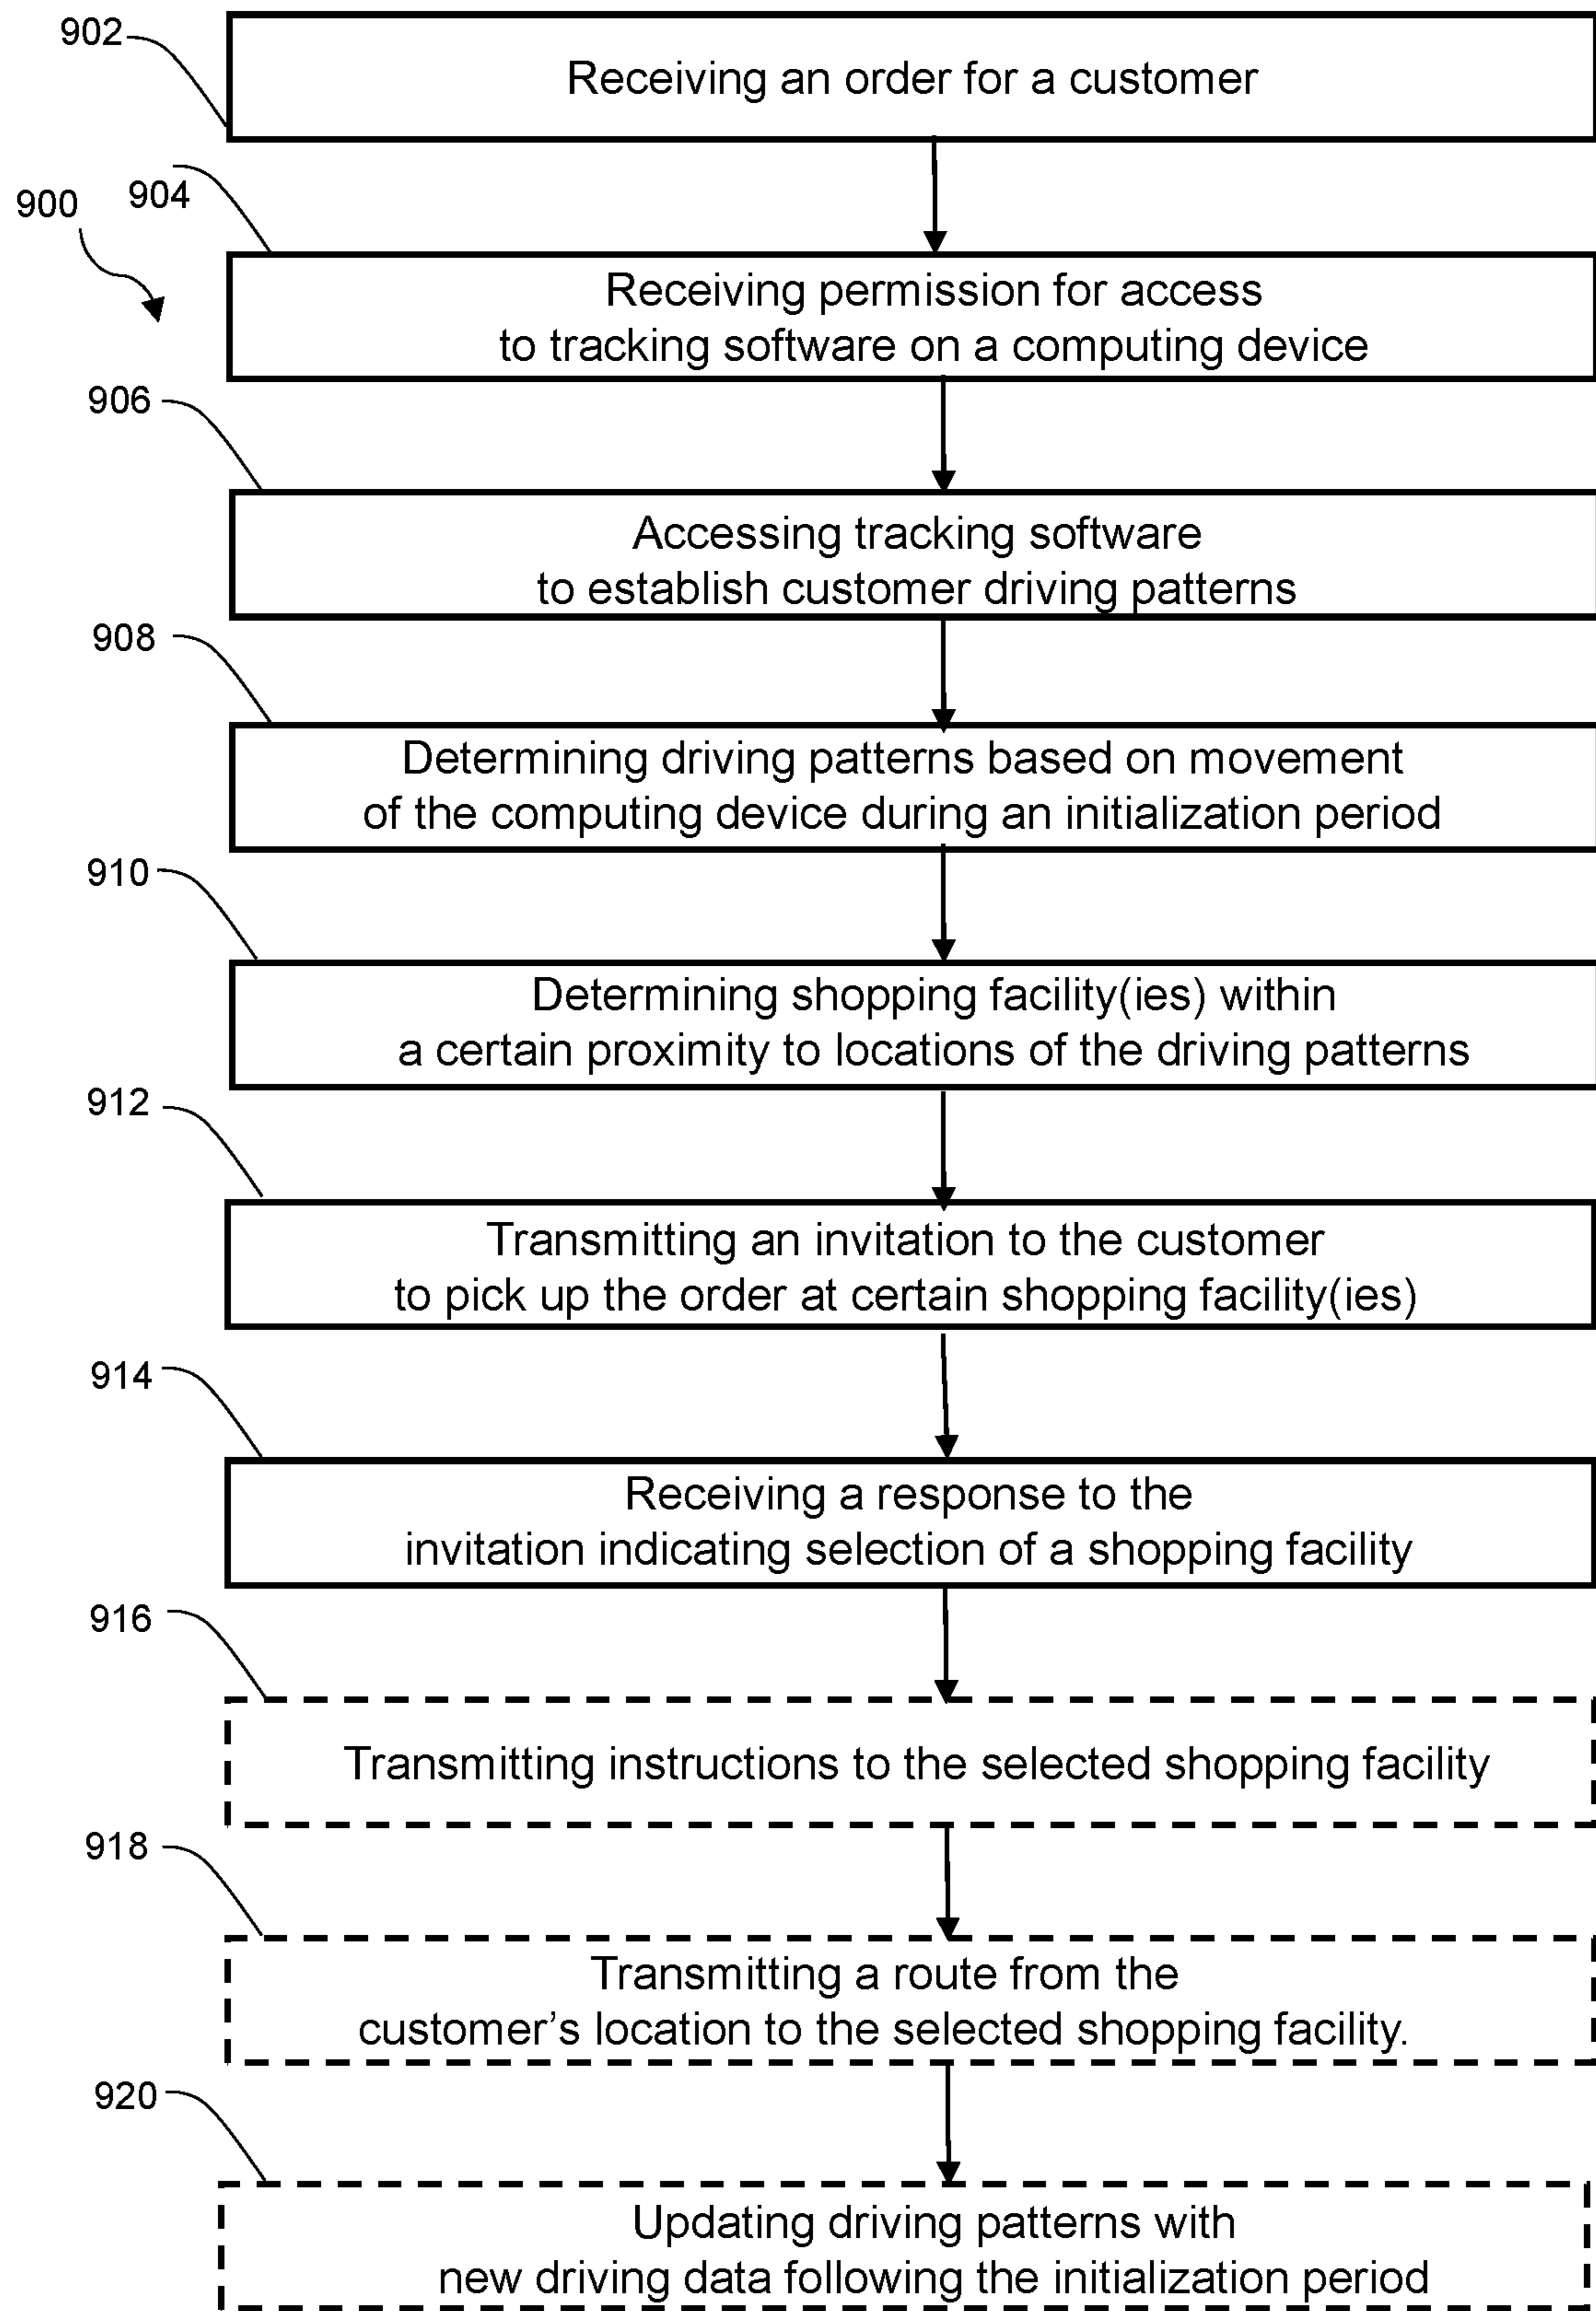 902
Receiving an order for a customer
900
904
Receiving permission for access
to tracking software on a computing device
906
Accessing tracking software
to establish customer driving patterns
908
Determining driving patterns based on movement
of the computing device during an initialization period
910
Determining shopping facility(ies) within
a certain proximity to locations of the driving patterns
912
Transmitting an invitation to the customer
to pick up the order at certain shopping facility(ies)
914
Receiving a response to the
invitation indicating selection of a shopping facility
916
Transmitting instructions to the selected shopping facility
918
Transmitting a route from the
customer’s location to the selected shopping facility.
920
Updating driving patterns with
new driving data following the initialization period